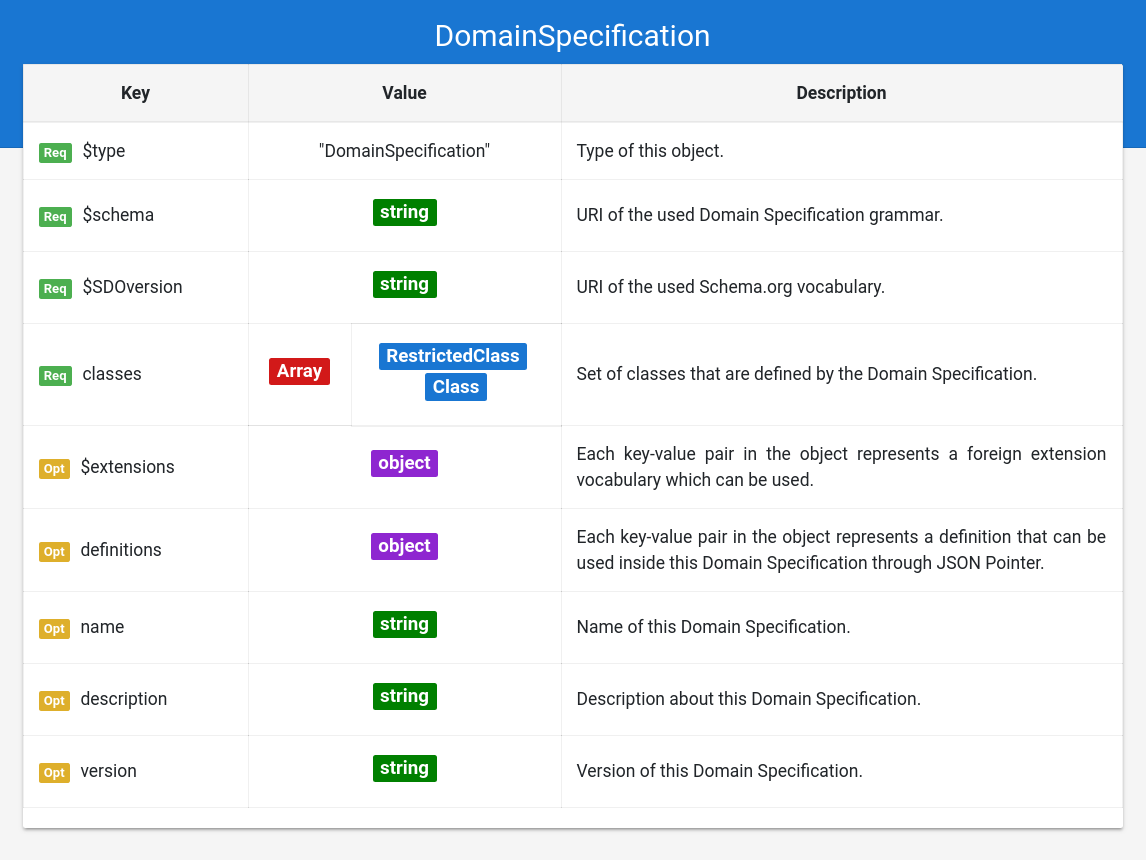 DomainSpecification
Key Value Description
Req $type "DomainSpecification" Type of this object.
Req $schema string URI of the used Domain Specification grammar.
Req $SDOversion string URI of the used Schema.org vocabulary.
Req classes Array RestrictedClass Set of classes that are defined by the Domain Specification.
Class
Opt $extensions object Each key-value pair in the object represents a foreign extension
vocabulary which can be used.
Opt definitions object Each key-value pair in the object represents a definition that can be
used inside this Domain Specification through JSON Pointer.
Opt name string Name of this Domain Specification.
Opt description string Description about this Domain Specification.
Opt version string Version of this Domain Specification.